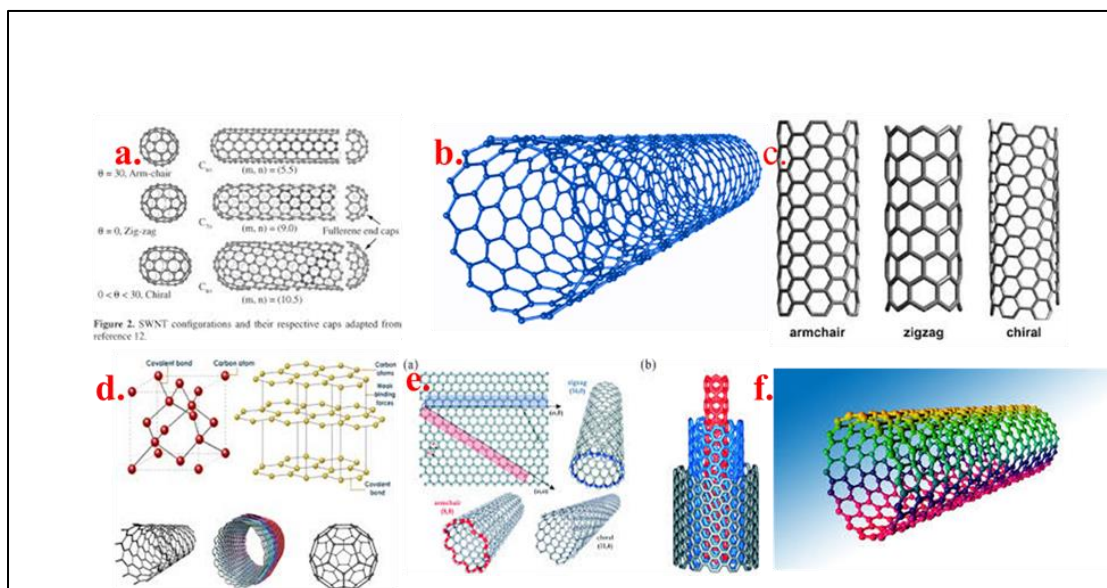 a.
θ = 30, Arm-chair
(m, n) = (5.5)
θ = 0, Zig-zag
(m, n) = (9.0)
Fullerene end caps
0 < θ < 30, Chiral
(m, n) = (10.5)
Figure 2. SWNT configurations and their respective caps adapted from
reference 12.
b.
c.
armchair
zigzag
chiral
d.
Covalent bond
Carbon atom
Carbon
atoms
Weak
binding
forces
Covalent
bond
(a)
e.
zigzag
(n,0)
(n,n)
armchair
chiral
(b)
f.